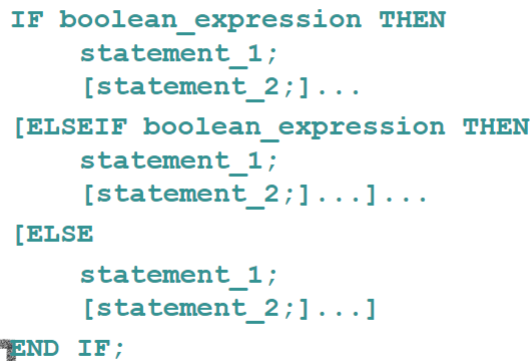 IF boolean_expression THEN
statement_1;
[statement_2;]...
[ELSEIF boolean_expression THEN
statement_1;
[statement_2;]...]...
[ELSE
statement_1;
[statement_2;]...]
END IF;